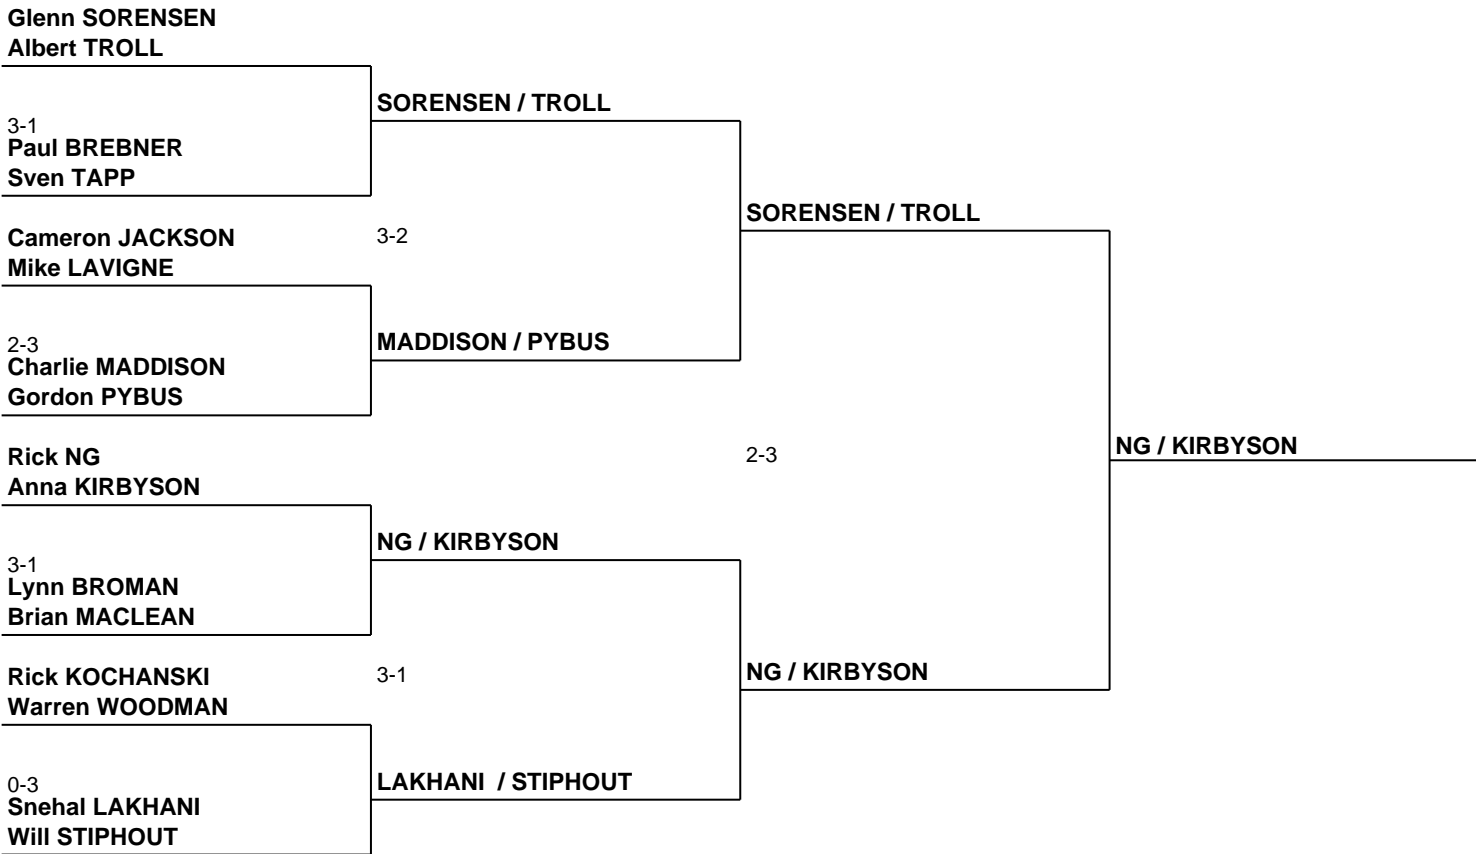 Glenn SORENSEN
Albert TROLL
SORENSEN / TROLL
3-1
Paul BREBNER
Sven TAPP
SORENSEN / TROLL
Cameron JACKSON
3-2
Mike LAVIGNE
MADDISON / PYBUS
2-3
Charlie MADDISON
Gordon PYBUS
NG / KIRBYSON
Rick NG
2-3
Anna KIRBYSON
NG / KIRBYSON
3-1
Lynn BROMAN
Brian MACLEAN
NG / KIRBYSON
Rick KOCHANSKI
3-1
Warren WOODMAN
LAKHANI / STIPHOUT
0-3
Snehal LAKHANI
Will STIPHOUT